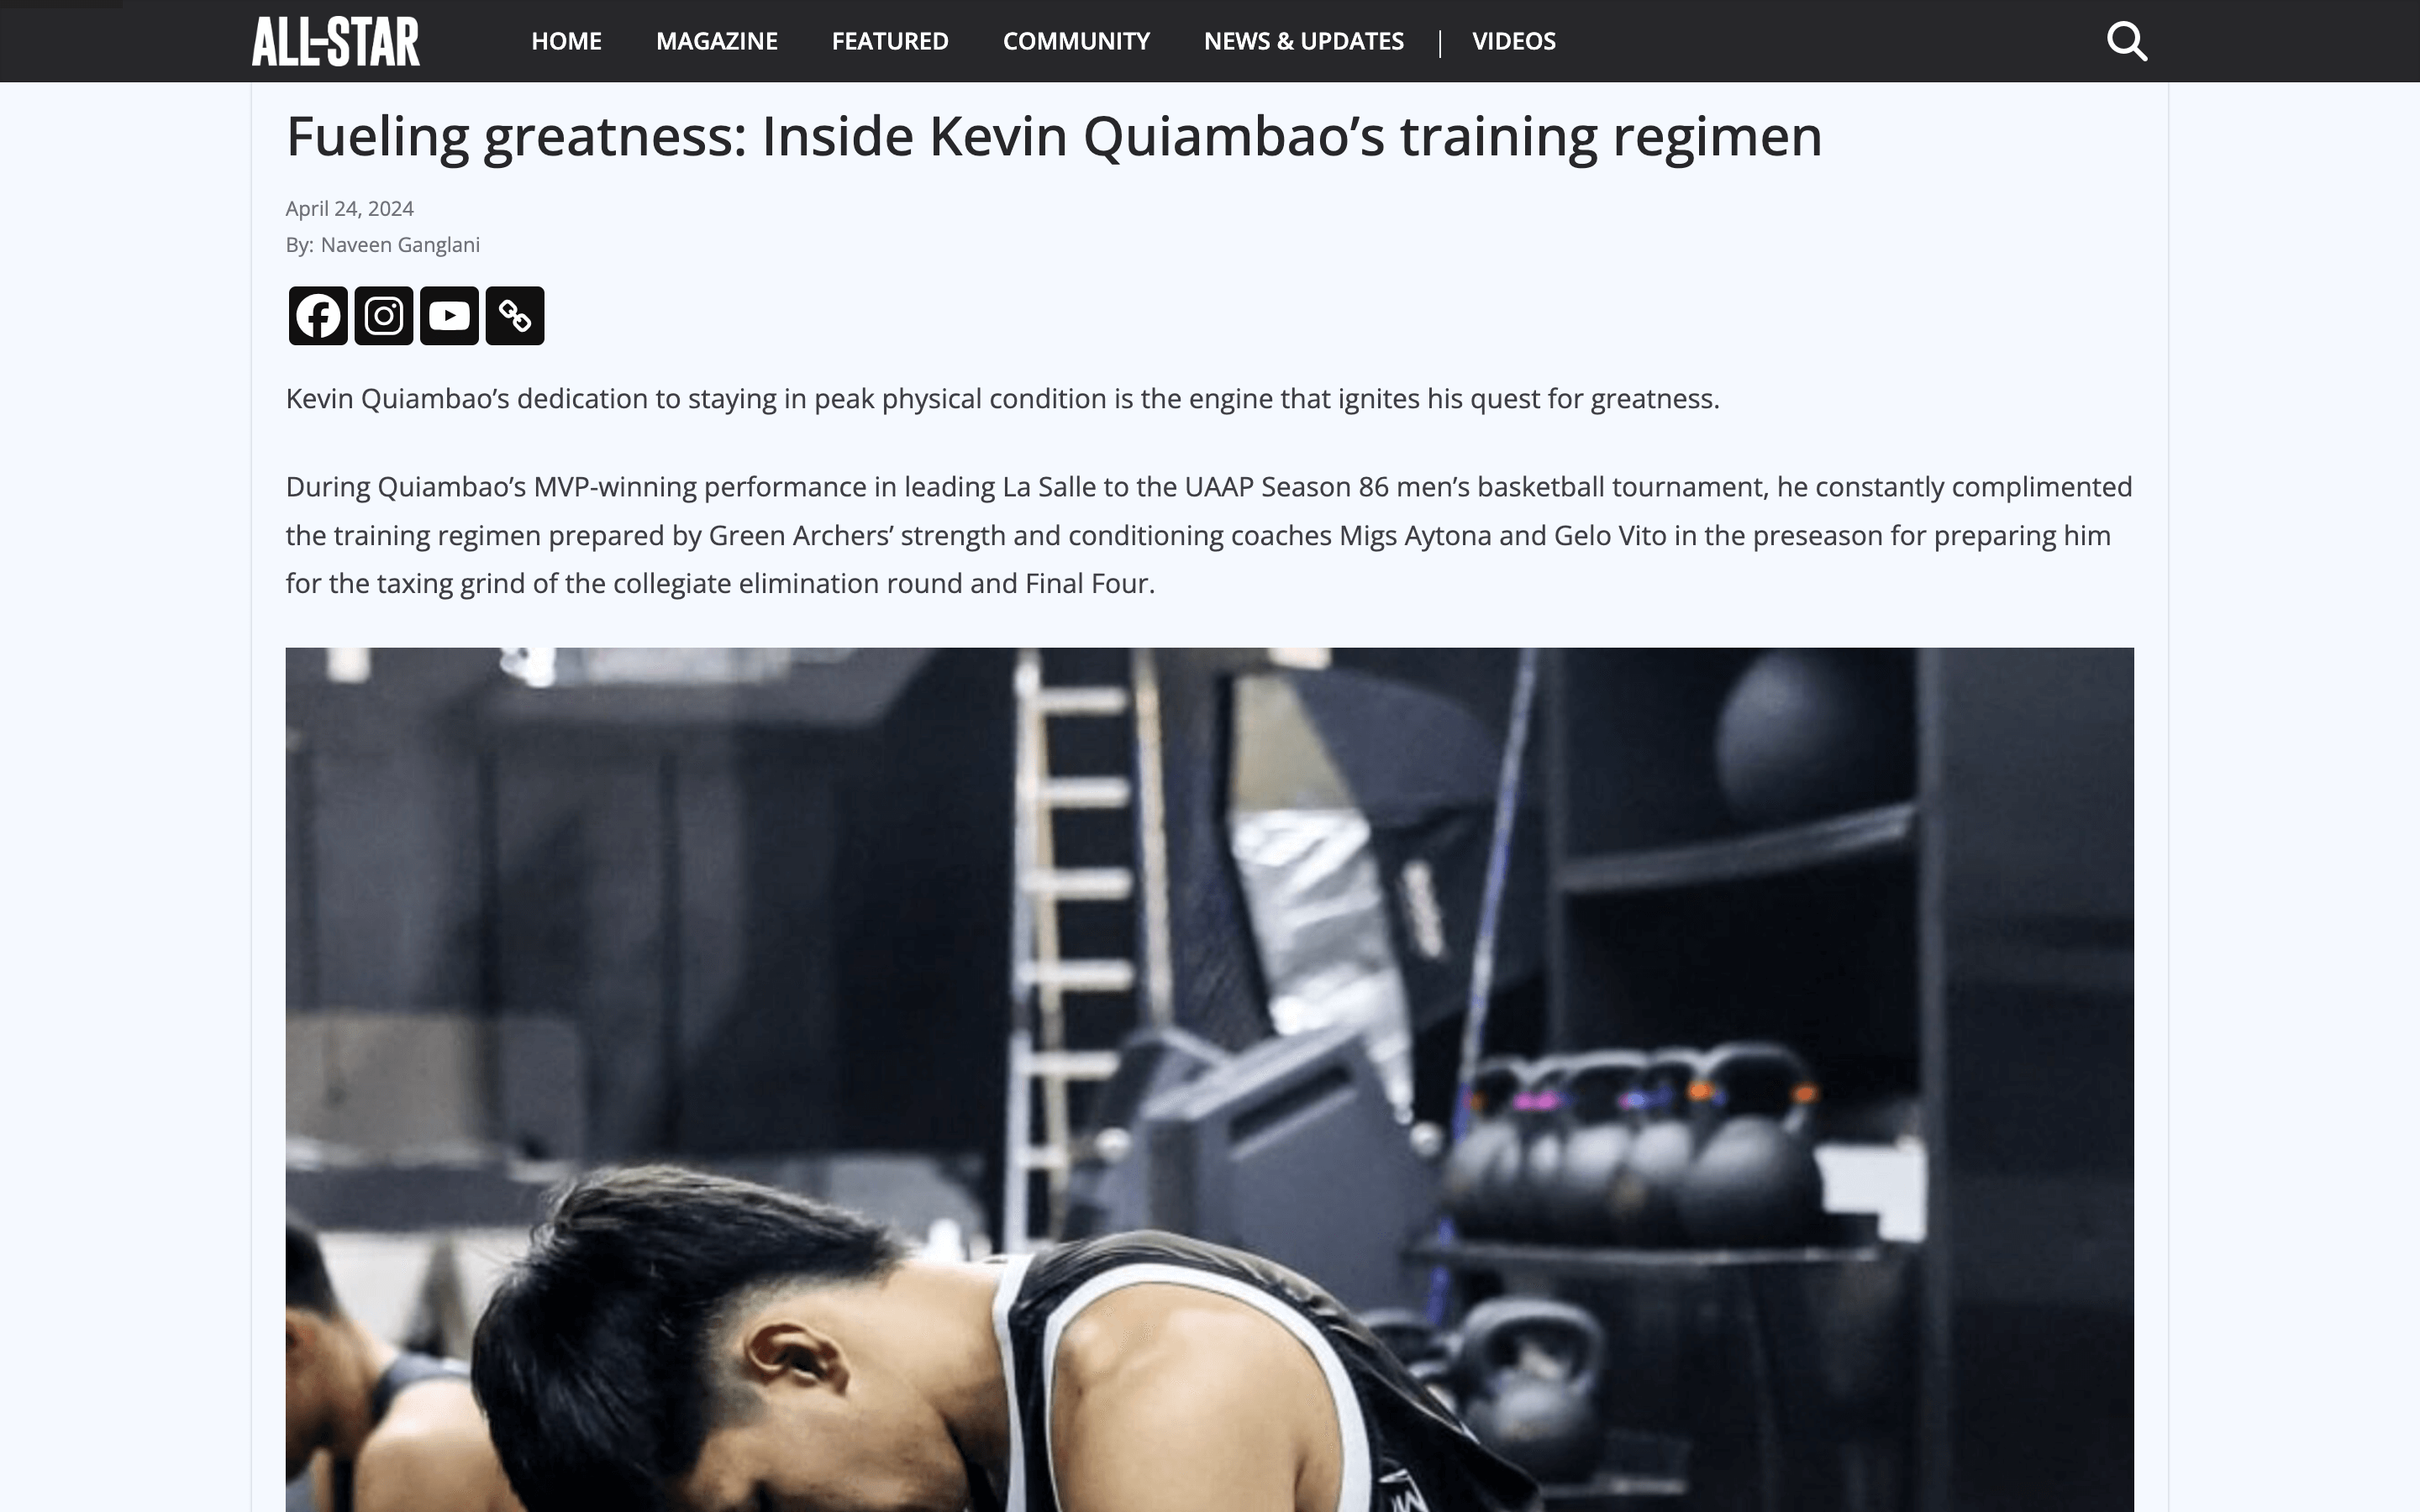 ALL-STAR HOME MAGAZINE FEATURED COMMUNITY NEWS & UPDATES | VIDEOS
Fueling greatness: Inside Kevin Quiambao’s training regimen
April 24, 2024
By: Naveen Ganglani
Kevin Quiambao’s dedication to staying in peak physical condition is the engine that ignites his quest for greatness.
During Quiambao’s MVP-winning performance in leading La Salle to the UAAP Season 86 men’s basketball tournament, he constantly complimented
the training regimen prepared by Green Archers’ strength and conditioning coaches Migs Aytona and Gelo Vito in the preseason for preparing him
for the taxing grind of the collegiate elimination round and Final Four.